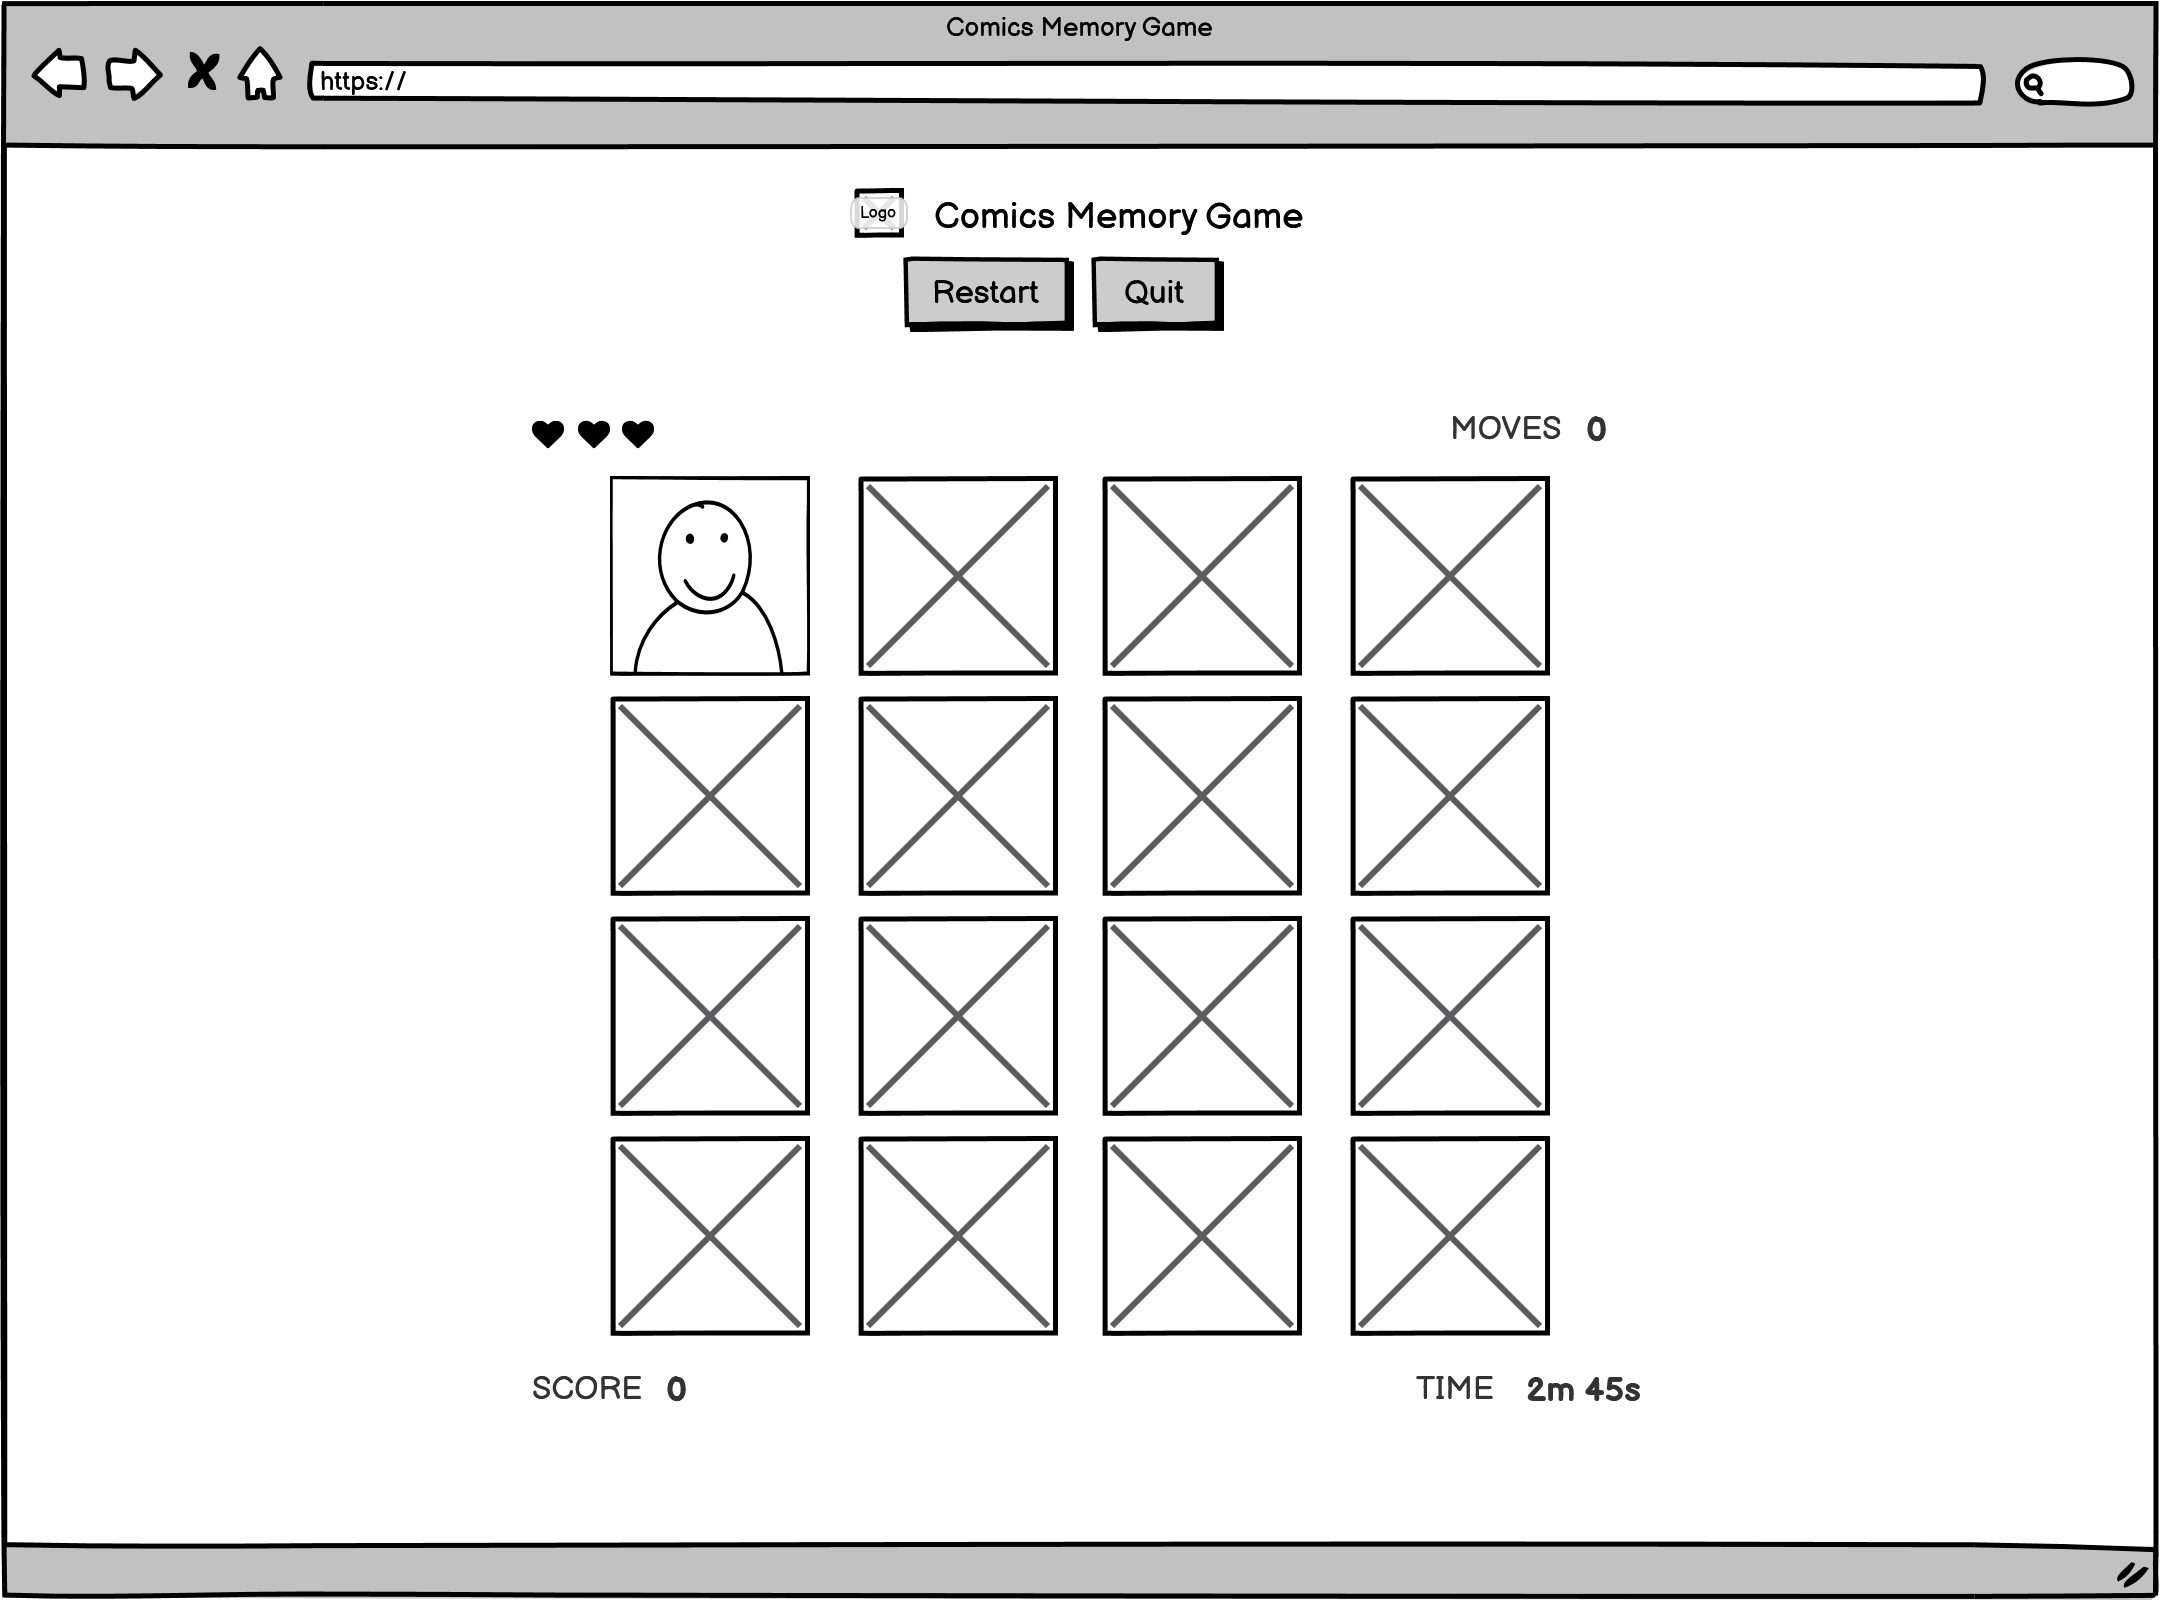 Comics Memory Game
https://
Logo
Comics Memory Game
Restart Quit
MOVES 0
SCORE 0
TIME 2m 45s